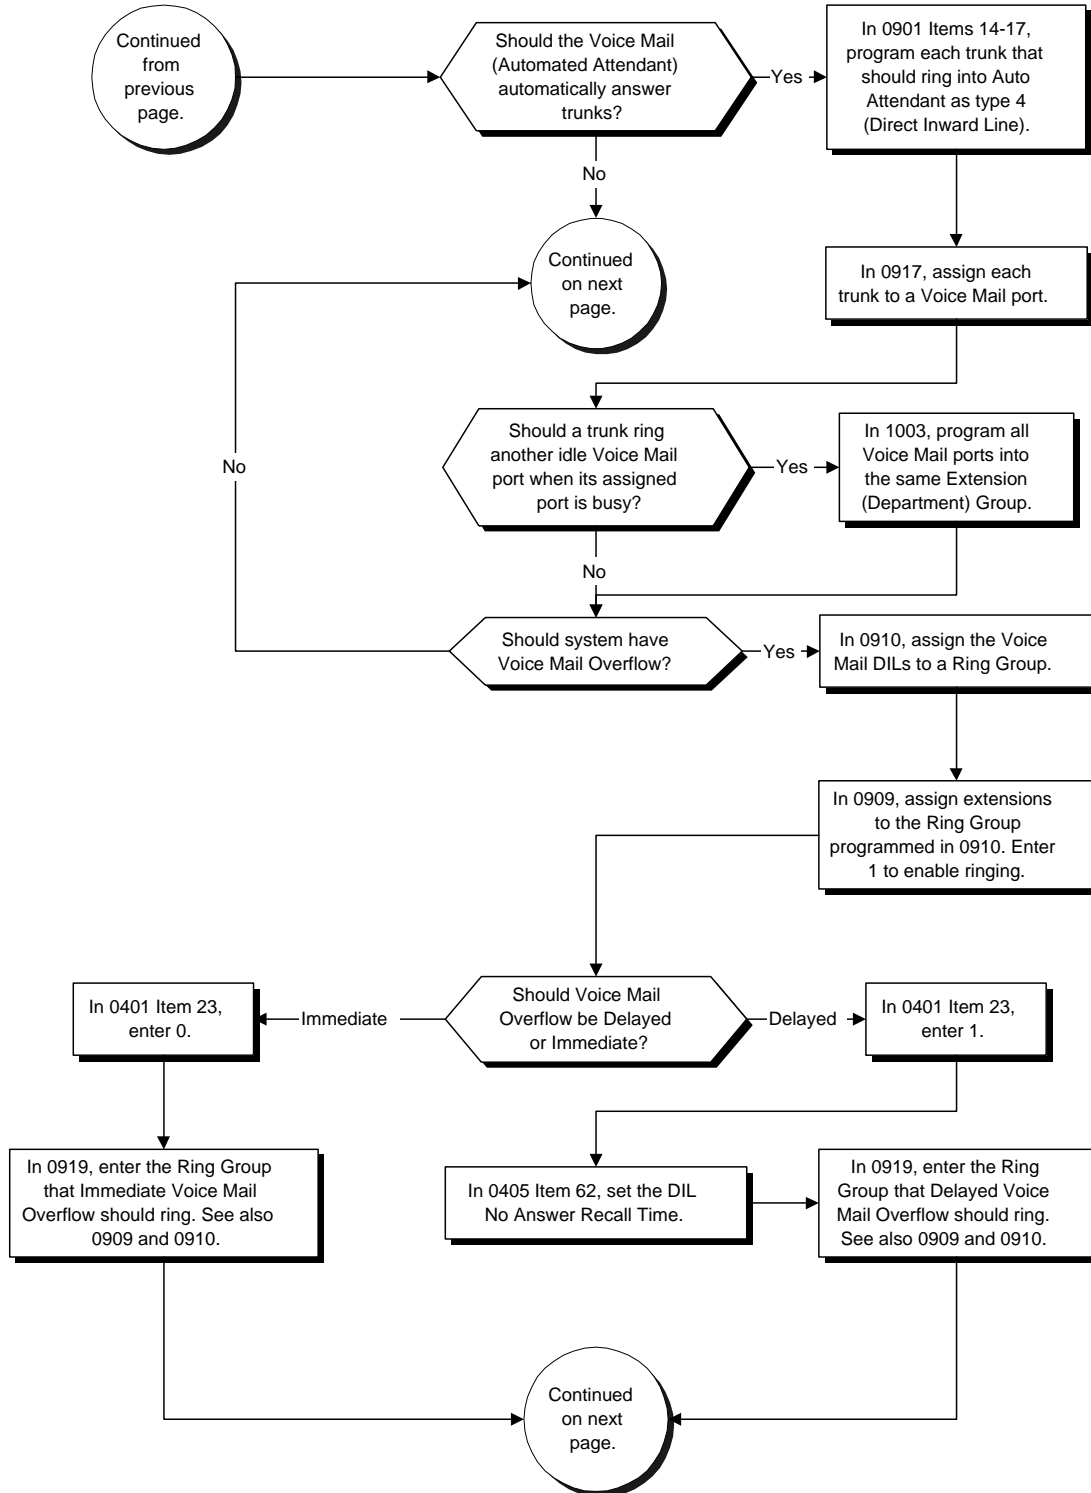 Continued
from
previous
page.
Should the Voice Mail
(Automated Attendant)
automatically answer
trunks?
Yes
In 0901 Items 14-17,
program each trunk that
should ring into Auto
Attendant as type 4
(Direct Inward Line).
No
Continued
on next
page.
In 0917, assign each
trunk to a Voice Mail port.
Should a trunk ring
another idle Voice Mail
port when its assigned
port is busy?
Yes
In 1003, program all
Voice Mail ports into
the same Extension
(Department) Group.
No
No
Should system have
Voice Mail Overflow?
Yes
In 0910, assign the Voice
Mail DILs to a Ring Group.
In 0909, assign extensions
to the Ring Group
programmed in 0910. Enter
1 to enable ringing.
In 0401 Item 23,
enter 0.
Immediate
Should Voice Mail
Overflow be Delayed
or Immediate?
Delayed
In 0401 Item 23,
enter 1.
In 0919, enter the Ring Group
that Immediate Voice Mail
Overflow should ring. See also
0909 and 0910.
In 0405 Item 62, set the DIL
No Answer Recall Time.
In 0919, enter the Ring
Group that Delayed Voice
Mail Overflow should ring.
See also 0909 and 0910.
Continued
on next
page.